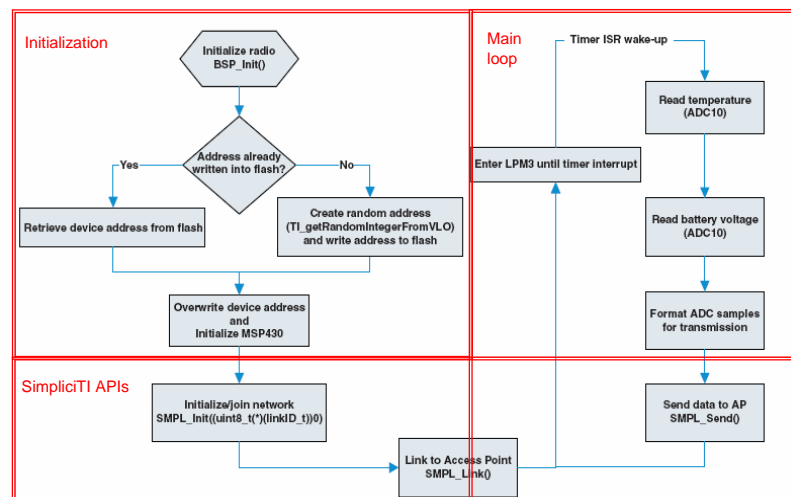 Initialization
Initialize radio
BSP_Init()
Address already
written into flash?
Yes
No
Retrieve device address from flash
Create random address
(TI_getRandomIntegerFromVLO)
and write address to flash
Overwrite device address
and
Initialize MSP430
Main
loop
Timer ISR wake-up
Read temperature
(ADC10)
Enter LPM3 until timer interrupt
Read battery voltage
(ADC10)
Format ADC samples
for transmission
SimpliciTI APIs
Initialize/join network
SMPL_Init((uint8_t(*)(linkID_t))0)
Link to Access Point
SMPL_Link()
Send data to AP
SMPL_Send()